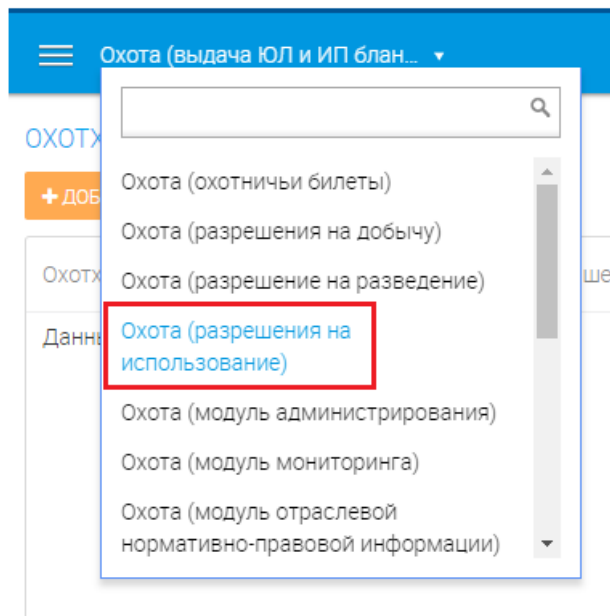 Охота (выдача ЮЛ и ИП блан...
ОХОТХ
+ ДОБ
Охота (охотничьи билеты)
Охота (разрешения на добычу)
Охотх
Охота (разрешение на разведение)
ше
Даннь
Охота (разрешения на
использование)
Охота (модуль администрирования)
Охота (модуль мониторинга)
Охота (модуль отраслевой
нормативно-правовой информации)